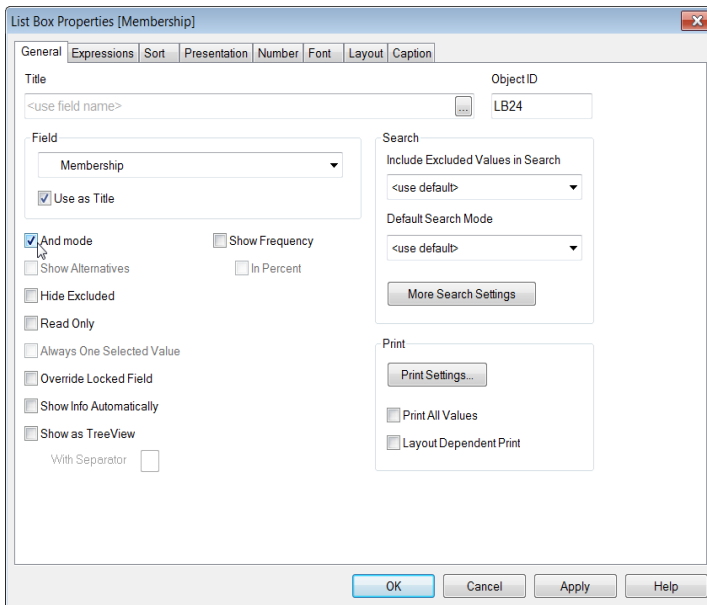 List Box Properties [Membership]
General Expressions Sort Presentation Number Font Layout Caption
Title
Object ID
<use field name>
...
LB24
Field
Membership
Use as Title
Search
Include Excluded Values in Search
<use default>
Default Search Mode
<use default>
More Search Settings
And mode
Show Frequency
Show Alternatives
In Percent
Hide Excluded
Read Only
Always One Selected Value
Override Locked Field
Show Info Automatically
Show as TreeView
With Separator
Print
Print Settings...
Print All Values
Layout Dependent Print
OK
Cancel
Apply
Help